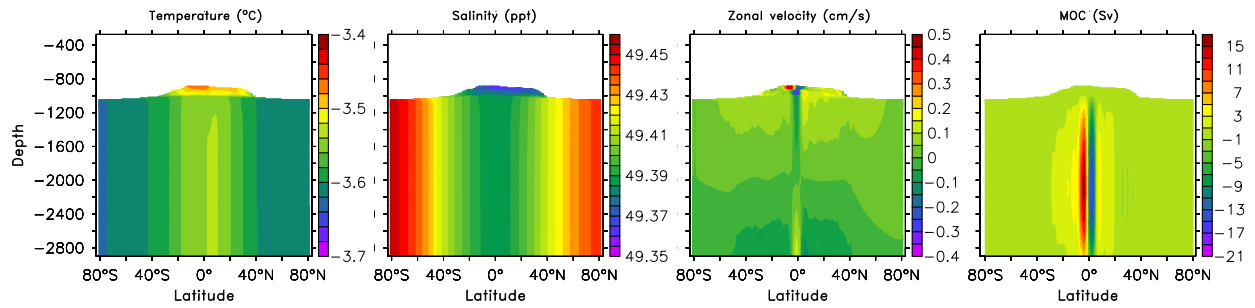 Temperature (°C)
−400
−800
−1200
−1600
−2000
−2400
−2800
Depth
80°S 40°S 0° 40°N 80°N
Latitude
−3.4
−3.5
−3.6
−3.7
Salinity (ppt)
80°S 40°S 0° 40°N 80°N
Latitude
49.45
49.43
49.41
49.39
49.37
49.35
Zonal velocity (cm/s)
80°S 40°S 0° 40°N 80°N
Latitude
0.5
0.4
0.3
0.2
0.1
0
−0.1
−0.2
−0.3
−0.4
MOC (Sv)
80°S 40°S 0° 40°N 80°N
Latitude
15
11
7
3
−1
−5
−9
−13
−17
−21